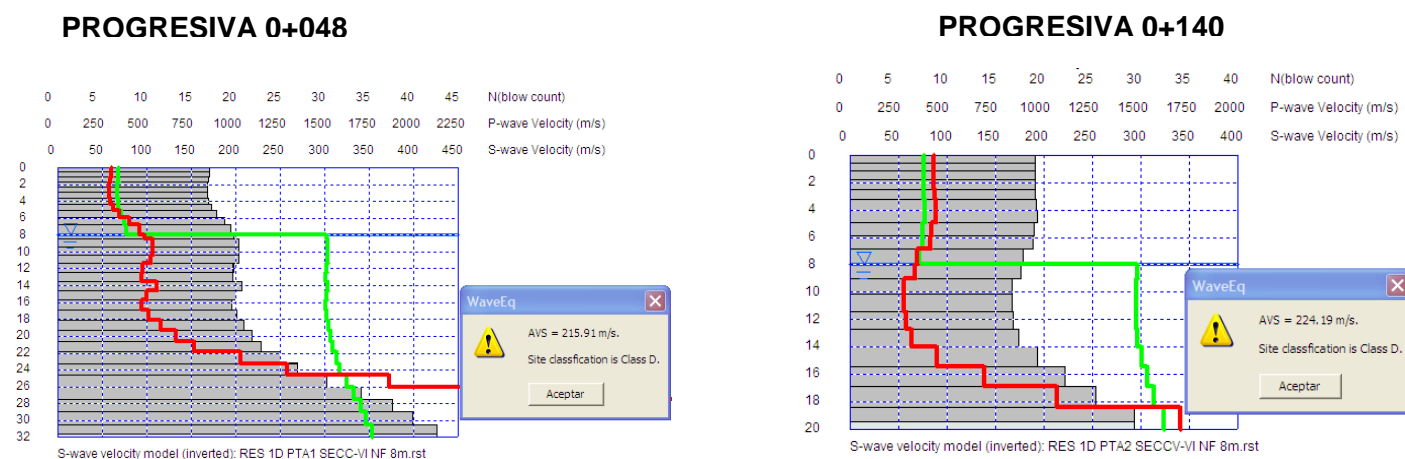 PROGRESIVA 0+048
0 5 10 15 20 25 30 35 40 45 N(blow count)
0 250 500 750 1000 1250 1500 1750 2000 2250 P-wave Velocity (m/s)
0 50 100 150 200 250 300 350 400 450 S-wave Velocity (m/s)
0
2
4
6
8
10
12
14
16
18
20
22
24
26
28
30
32
WaveEq
AVS = 215.91 m/s.
Site classfication is Class D.
Aceptar
S-wave velocity model (inverted): RES 1D PTA1 SECC-VI NF 8m.rst
PROGRESIVA 0+140
0 5 10 15 20 25 30 35 40 N(blow count)
0 250 500 750 1000 1250 1500 1750 2000 P-wave Velocity (m/s)
0 50 100 150 200 250 300 350 400 S-wave Velocity (m/s)
0
2
4
6
8
10
12
14
16
18
20
WaveEq
AVS = 224.19 m/s.
Site classfication is Class D.
Aceptar
S-wave velocity model (inverted): RES 1D PTA2 SECCV-VI NF 8m.rst